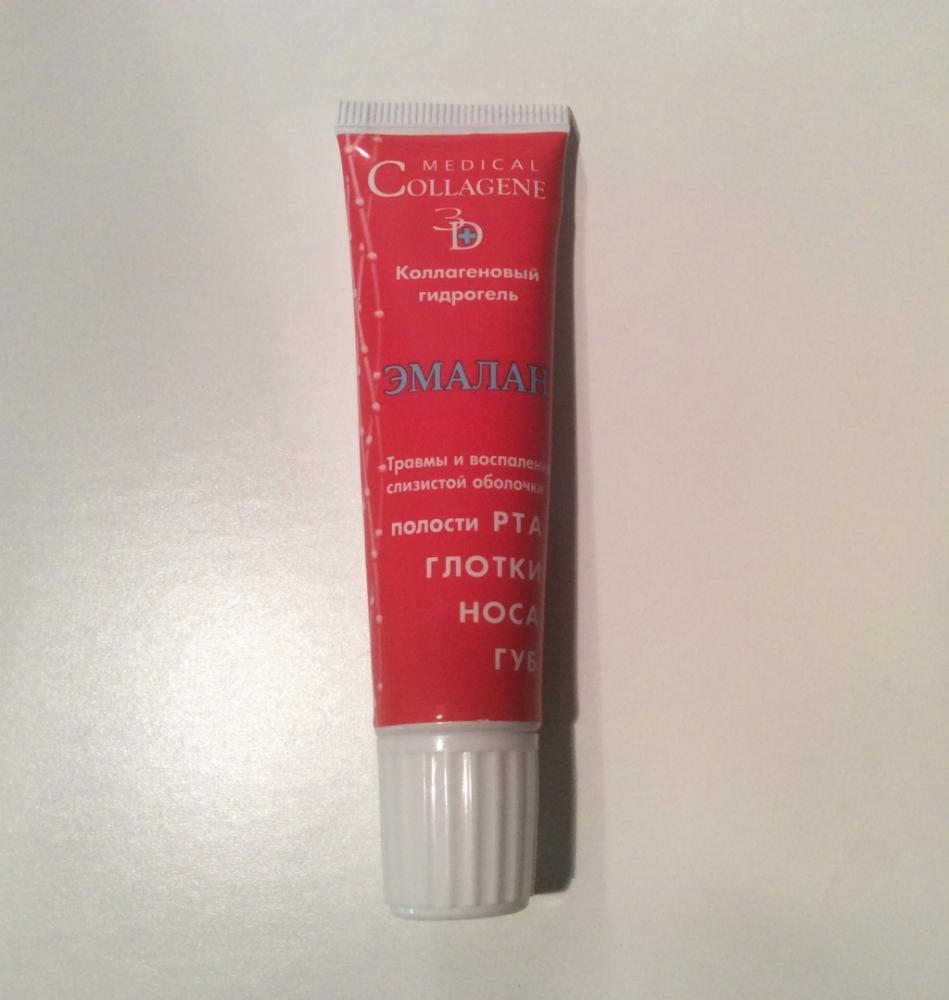 MEDICAL
COLLAGENE
3D
Коллагеновый
гидрогель
ЭМАЛАН
Травмы и воспалени
слизистой оболочки
полости РТА
ГЛОТКИ
НОСА
ГУБ